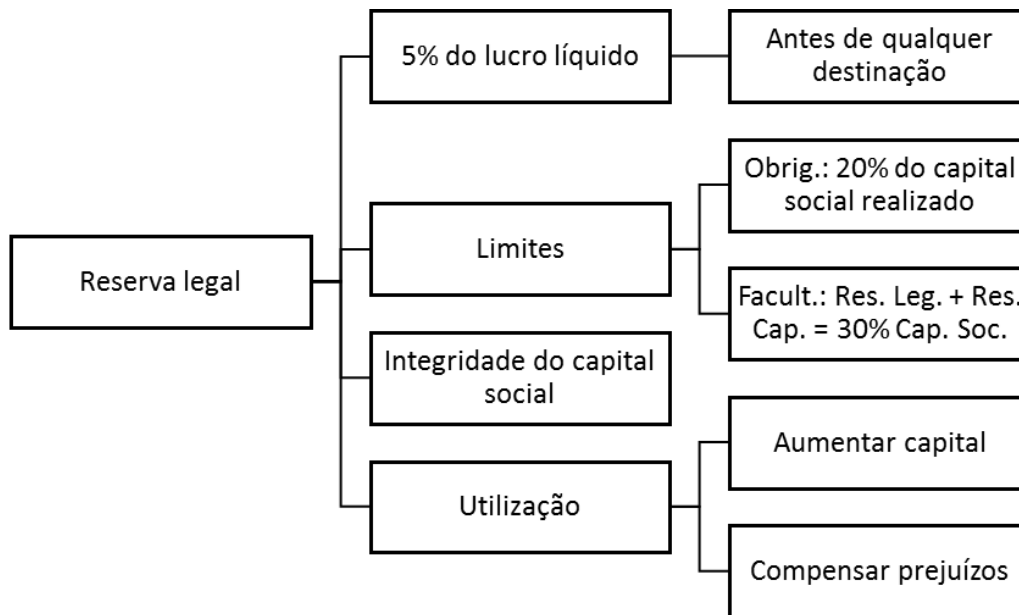 Reserva legal
5% do lucro líquido
Antes de qualquer
destinação
Limites
Obrig.: 20% do capital
social realizado
Facult.: Res. Leg. + Res.
Cap. = 30% Cap. Soc.
Integridade do capital
social
Utilização
Aumentar capital
Compensar prejuízos